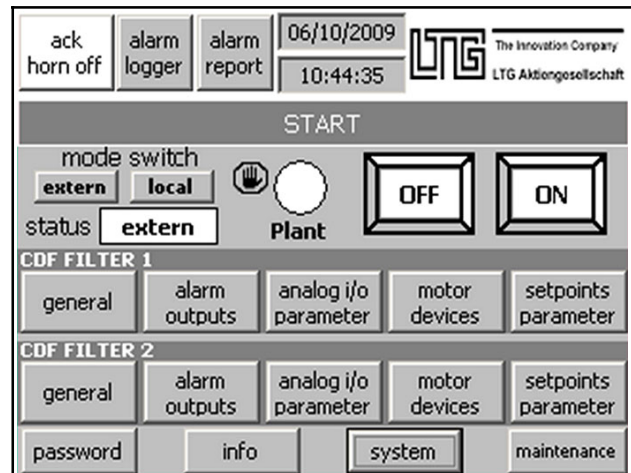 ack
horn off
alarm
logger
alarm
report
06/10/2009
10:44:35
LTG
The Innovation Company
LTG Aktiengesellschaft
START
mode switch
extern
local
status
extern
Plant
OFF
ON
CDF FILTER 1
general
alarm
outputs
analog i/o
parameter
motor
devices
setpoints
parameter
CDF FILTER 2
general
alarm
outputs
analog i/o
parameter
motor
devices
setpoints
parameter
password
info
system
maintenance